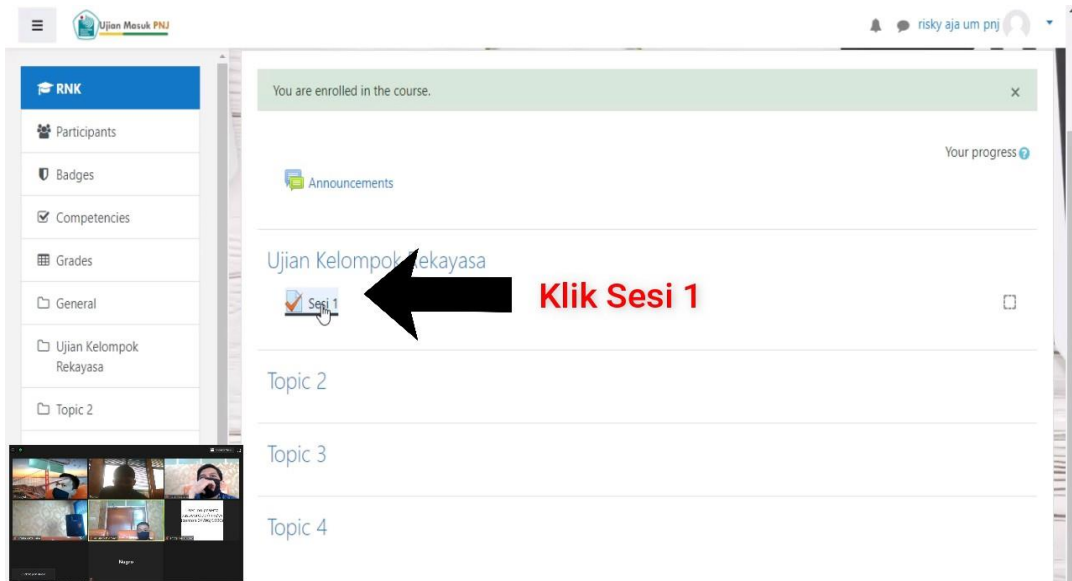 Ujian Masuk PNJ
risky aja um pnj
RNK
Participants
Badges
Competencies
Grades
General
Ujian Kelompok
Rekayasa
Topic 2
You are enrolled in the course.
×
Your progress
Announcements
Ujian Kelompok Rekayasa
Sesi 1
Klik Sesi 1
Topic 2
Topic 3
Topic 4